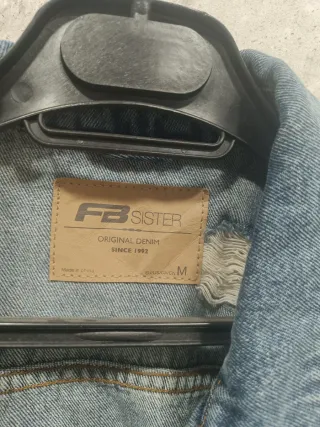 FB SISTER
ORIGINAL DENIM
SINCE 1992
M